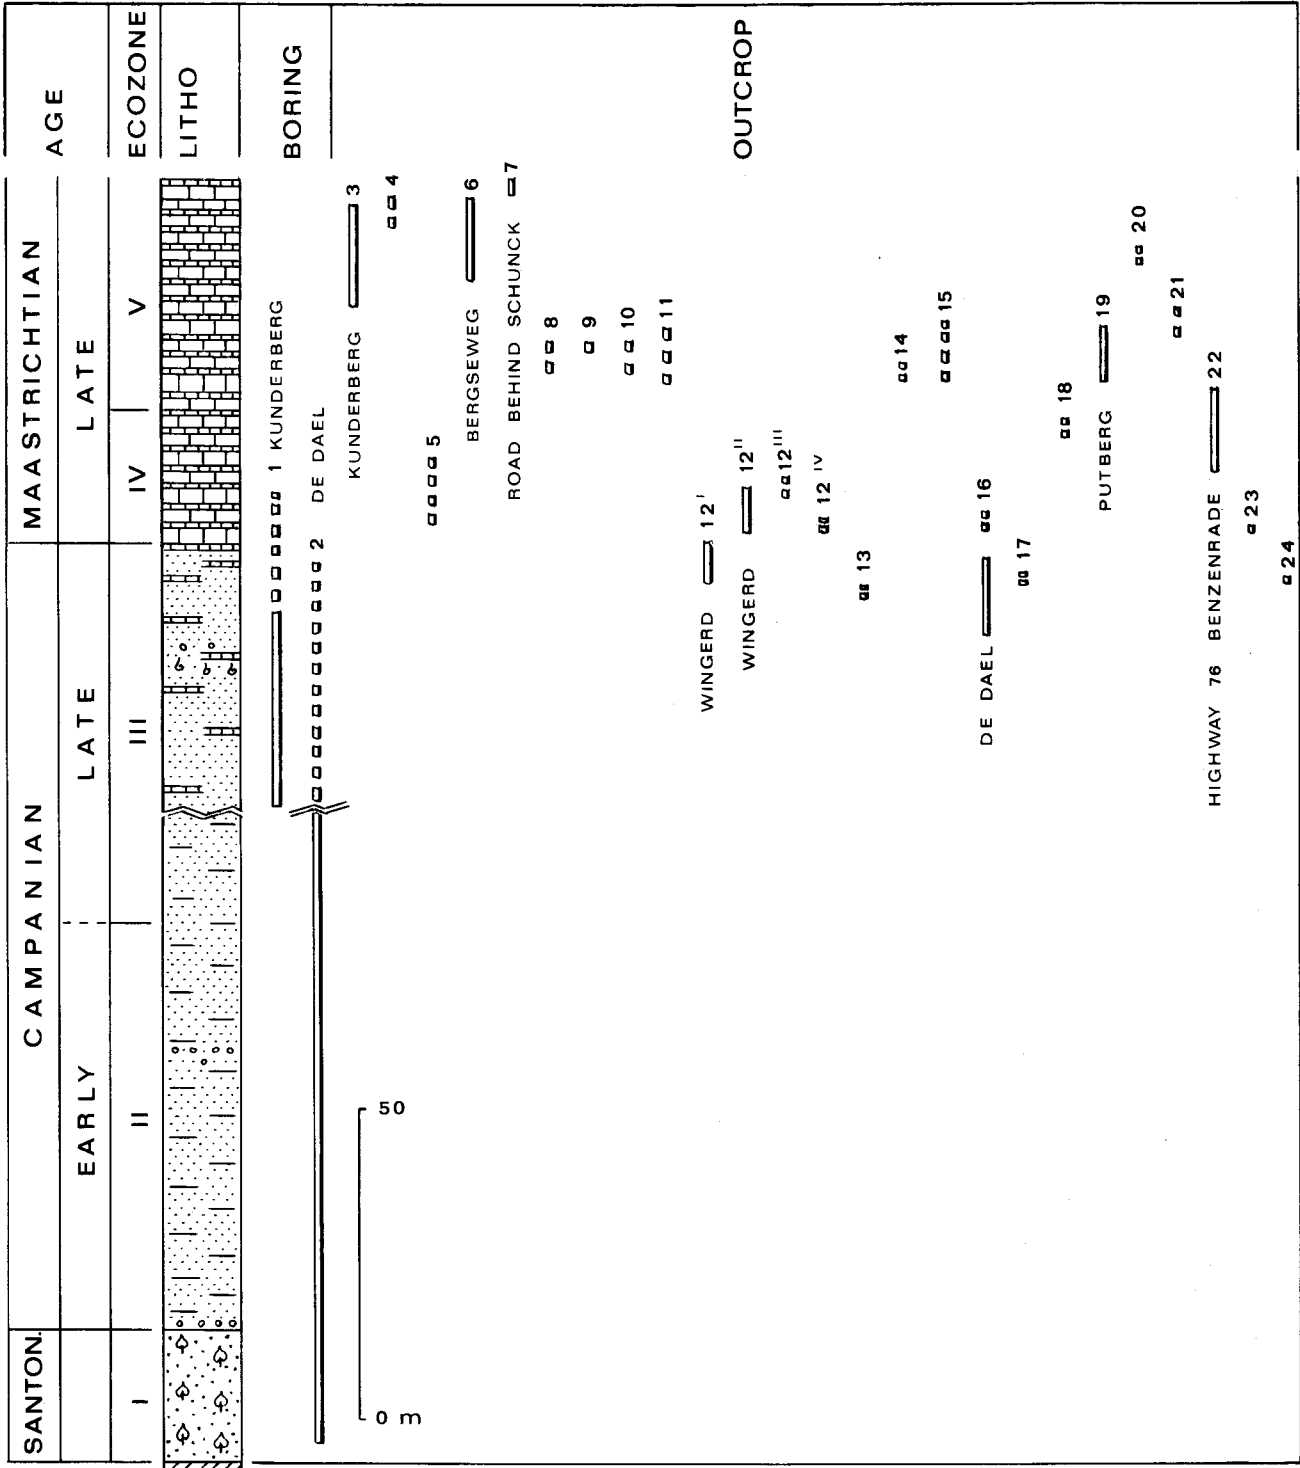 AGE
ECOZONE
LITHO
BORING
OUTCROP
MAASTRICHTIAN
CAMPANIAN
SANTON.
LATE
LATE
EARLY
V
IV
III
II
I
1 KUNDERBERG
2 DE DAEL
KUNDERBERG 3
4
5
BERGSEWEG 6
ROAD BEHIND SCHUNCK 7
8
9
10
11
WINGERD 12'
WINGERD 12''
12'''
12 IV
13
14
15
DE DAEL 16
17
18
PUTBERG 19
20
21
HIGHWAY 76 BENZENRADE 22
23
24
50
0 m